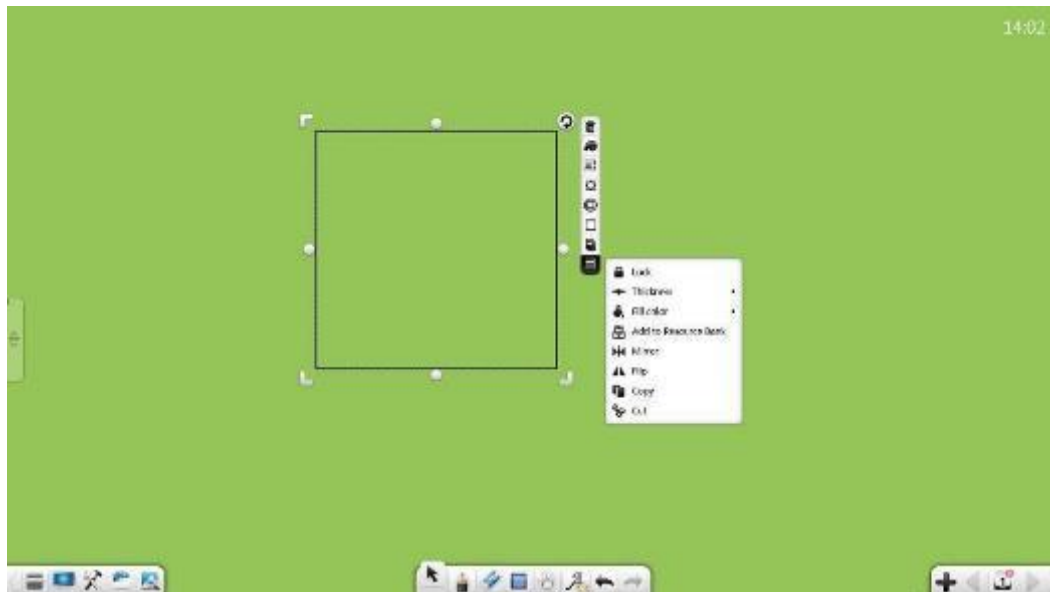 14:02
Lock
Thickness
Fill color
Add to Resource Bank
Mirror
Flip
Copy
Cut